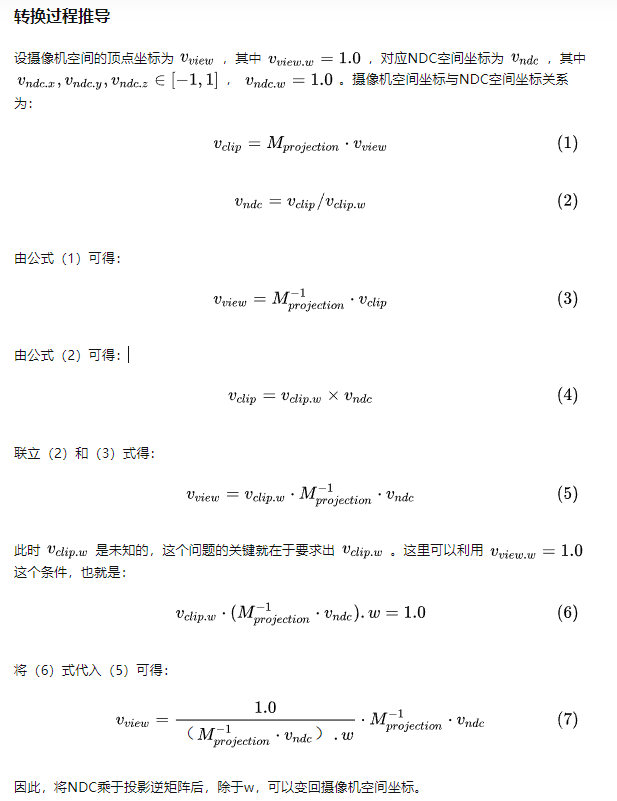 转换过程推导
设摄像机空间的顶点坐标为 $v_{view}$ ，其中 $v_{view.w} = 1.0$ ，对应NDC空间坐标为 $v_{ndc}$ ，其中
$v_{ndc.x}, v_{ndc.y}, v_{ndc.z} \in [-1, 1]$ ， $v_{ndc.w} = 1.0$ 。摄像机空间坐标与NDC空间坐标关系
为：
$v_{clip} = M_{projection} \cdot v_{view}$ (1)
$v_{ndc} = v_{clip} / v_{clip.w}$ (2)
由公式（1）可得：
$v_{view} = M_{projection}^{-1} \cdot v_{clip}$ (3)
由公式（2）可得：
$v_{clip} = v_{clip.w} \times v_{ndc}$ (4)
联立（2）和（3）式得：
$v_{view} = v_{clip.w} \cdot M_{projection}^{-1} \cdot v_{ndc}$ (5)
此时 $v_{clip.w}$ 是未知的，这个问题的关键就在于要求出 $v_{clip.w}$ 。这里可以利用 $v_{view.w} = 1.0$
这个条件，也就是：
$v_{clip.w} \cdot (M_{projection}^{-1} \cdot v_{ndc}).w = 1.0$ (6)
将（6）式代入（5）可得：
$v_{view} = \frac{1.0}{（M_{projection}^{-1} \cdot v_{ndc}）.w} \cdot M_{projection}^{-1} \cdot v_{ndc}$ (7)
因此，将NDC乘于投影逆矩阵后，除于w，可以变回摄像机空间坐标。